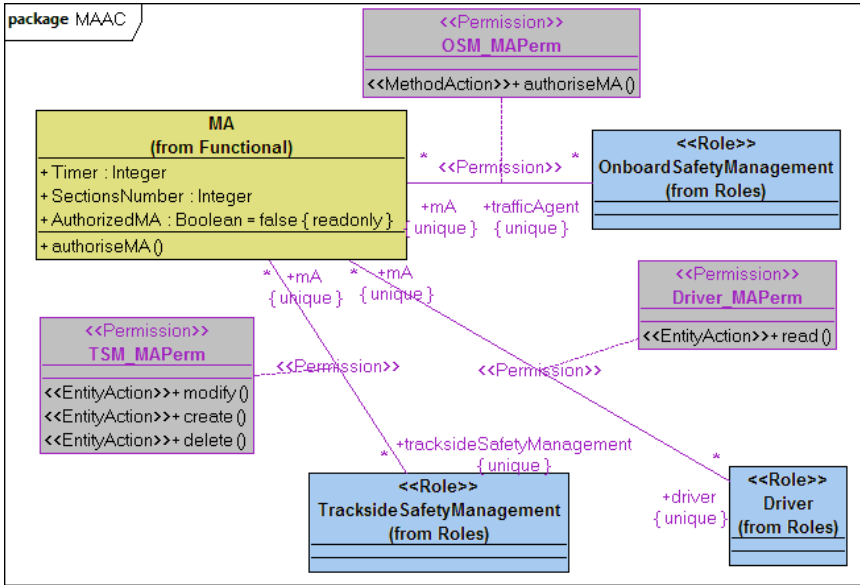 package MAAC
<<Permission>>
OSM_MAPerm
<<MethodAction>>+ authoriseMA()
MA
(from Functional)
+ Timer : Integer
+ SectionsNumber : Integer
+ AuthorizedMA : Boolean = false { readonly }
+ authoriseMA()
* <<Permission>> *
+mA +trafficAgent
{ unique } { unique }
<<Role>>
OnboardSafetyManagement
(from Roles)
* +mA
{ unique }
* +mA
{ unique }
<<Permission>>
Driver_MAPerm
<<EntityAction>>+ read()
<<Permission>>
TSM_MAPerm
<<EntityAction>>+ modify()
<<EntityAction>>+ create()
<<EntityAction>>+ delete()
<<Permission>>
<<Permission>>
+tracksideSafetyManagement
* { unique }
<<Role>>
TracksideSafetyManagement
(from Roles)
*
+driver
{ unique }
<<Role>>
Driver
(from Roles)